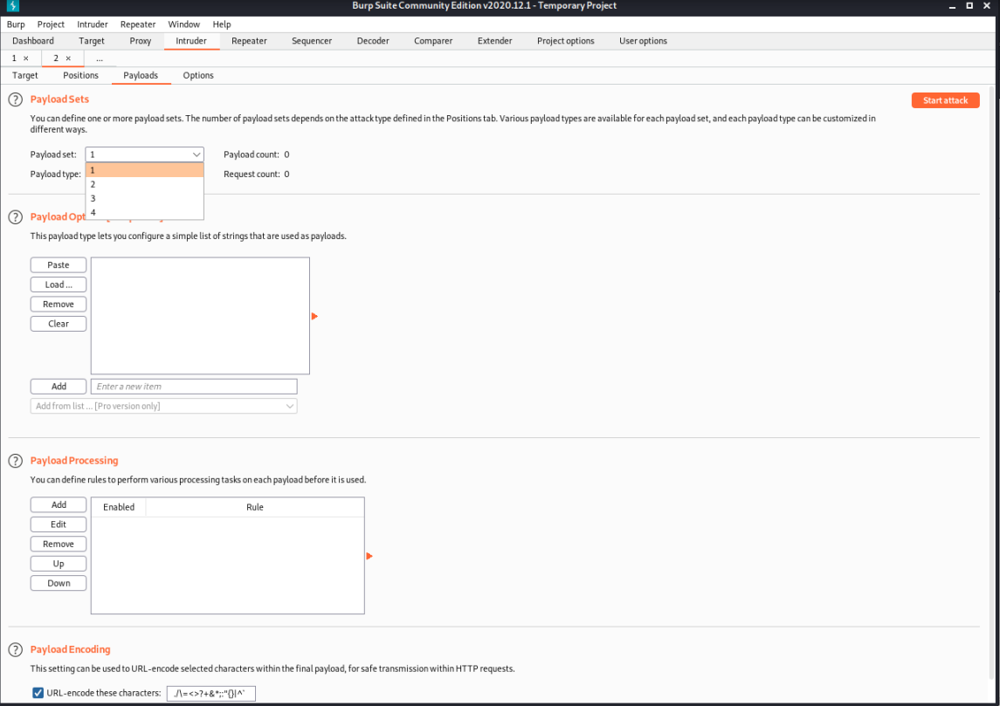 Burp Suite Community Edition v2020.12.1 - Temporary Project
Burp Project Intruder Repeater Window Help
Dashboard Target Proxy Intruder Repeater Sequencer Decoder Comparer Extender Project options User options
1 × 2 × ...
Target Positions Payloads Options
? Payload Sets
Start attack
You can define one or more payload sets. The number of payload sets depends on the attack type defined in the Positions tab. Various payload types are available for each payload set, and each payload type can be customized in
different ways.
Payload set: 1 Payload count: 0
Payload type: 1 Request count: 0
2
3
4
? Payload Opt
This payload type lets you configure a simple list of strings that are used as payloads.
Paste
Load ...
Remove
Clear
Add Enter a new item
Add from list ... [Pro version only]
? Payload Processing
You can define rules to perform various processing tasks on each payload before it is used.
Add Enabled Rule
Edit
Remove
Up
Down
? Payload Encoding
This setting can be used to URL-encode selected characters within the final payload, for safe transmission within HTTP requests.
URL-encode these characters: ./\=<>?+&*;:"{}|^`